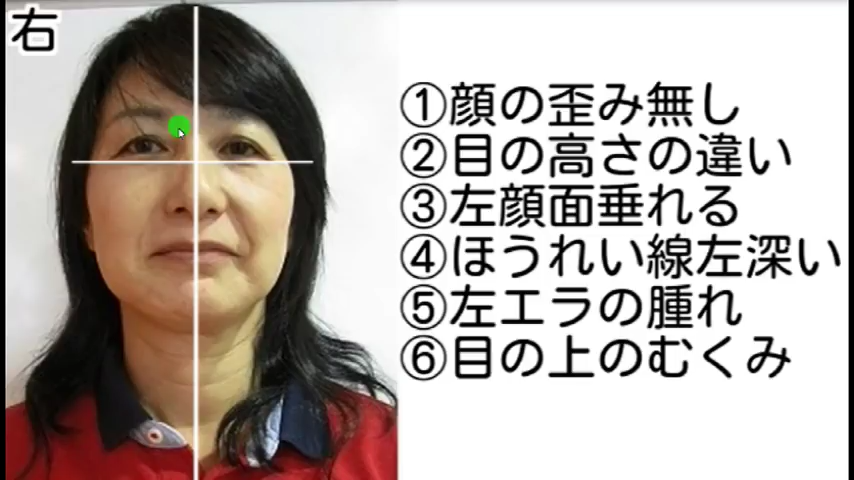 右
①顔の歪み無し
②目の高さの違い
③左顔面垂れる
④ほうれい線左深い
⑤左エラの腫れ
⑥目の上のむくみ